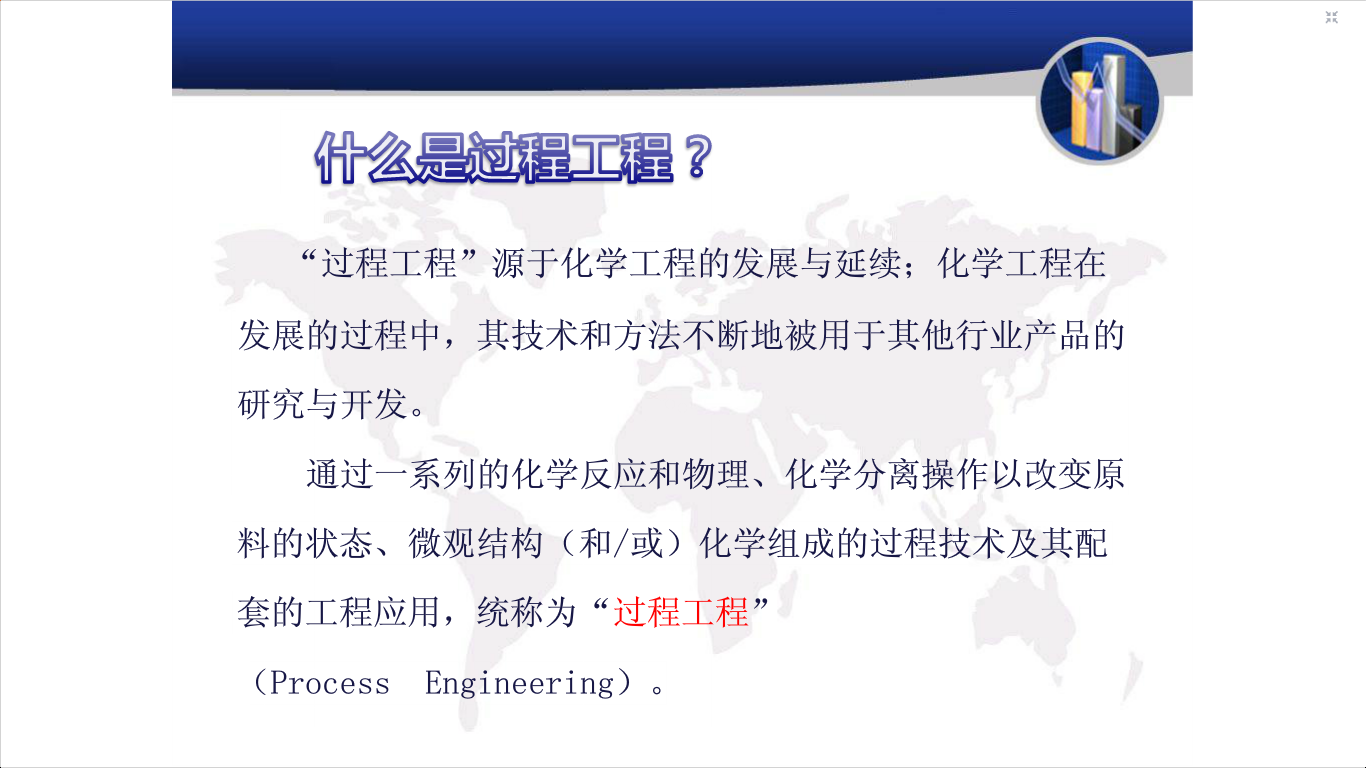 什么是过程工程？
“过程工程”源于化学工程的发展与延续；化学工程在
发展的过程中，其技术和方法不断地被用于其他行业产品的
研究与开发。
通过一系列的化学反应和物理、化学分离操作以改变原
料的状态、微观结构（和/或）化学组成的过程技术及其配
套的工程应用，统称为“过程工程”
（Process Engineering）。